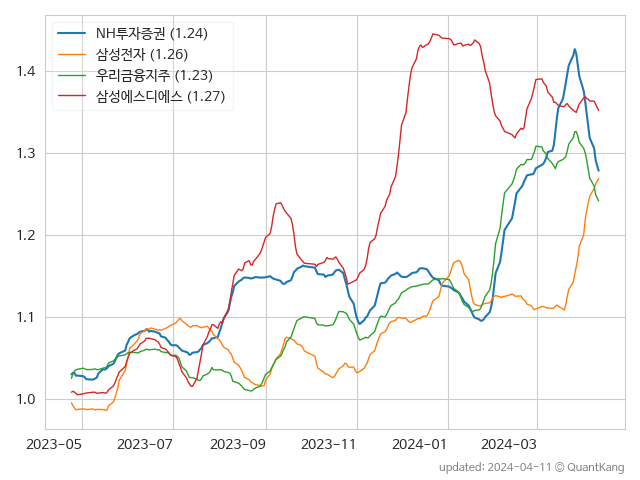 NH투자증권 (1.24)
삼성전자 (1.26)
우리금융지주 (1.23)
삼성에스디에스 (1.27)
1.4
1.3
1.2
1.1
1.0
2023-05 2023-07 2023-09 2023-11 2024-01 2024-03
updated: 2024-04-11 © QuantKang